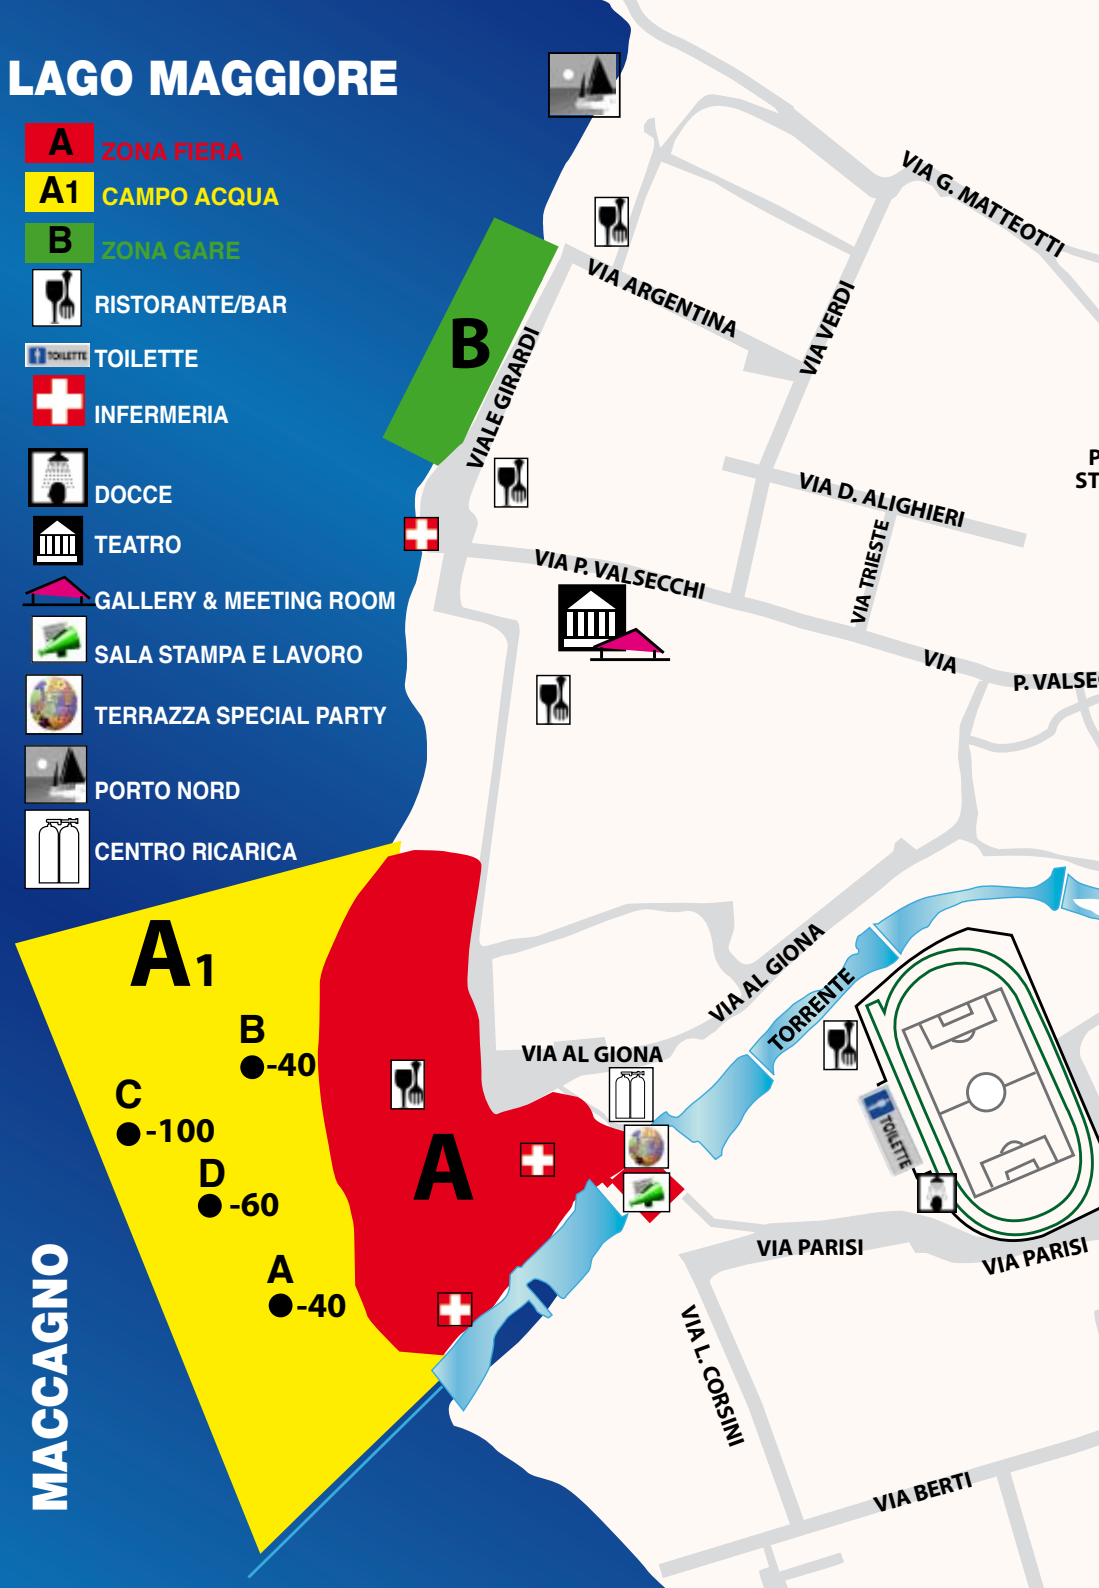 LAGO MAGGIORE
A ZONA FIERA
A1 CAMPO ACQUA
B ZONA GARE
RISTORANTE/BAR
TOILETTE TOILETTE
INFERMERIA
DOCCE
TEATRO
GALLERY & MEETING ROOM
SALA STAMPA E LAVORO
TERRAZZA SPECIAL PARTY
PORTO NORD
CENTRO RICARICA
VIA G. MATTEOTTI
VIA ARGENTINA
VIA VERDI
B
VIALE GIRARDI
P
ST
VIA D. ALIGHIERI
VIA TRIESTE
VIA P. VALSECCHI
VIA
P. VALSE
A1
B
-40
C
-100
D
-60
A
-40
A
VIA AL GIONA
VIA AL GIONA
TORRENTE
TOILETTE
VIA PARISI
VIA PARISI
VIA L. CORSINI
VIA BERTI
MACCAGNO